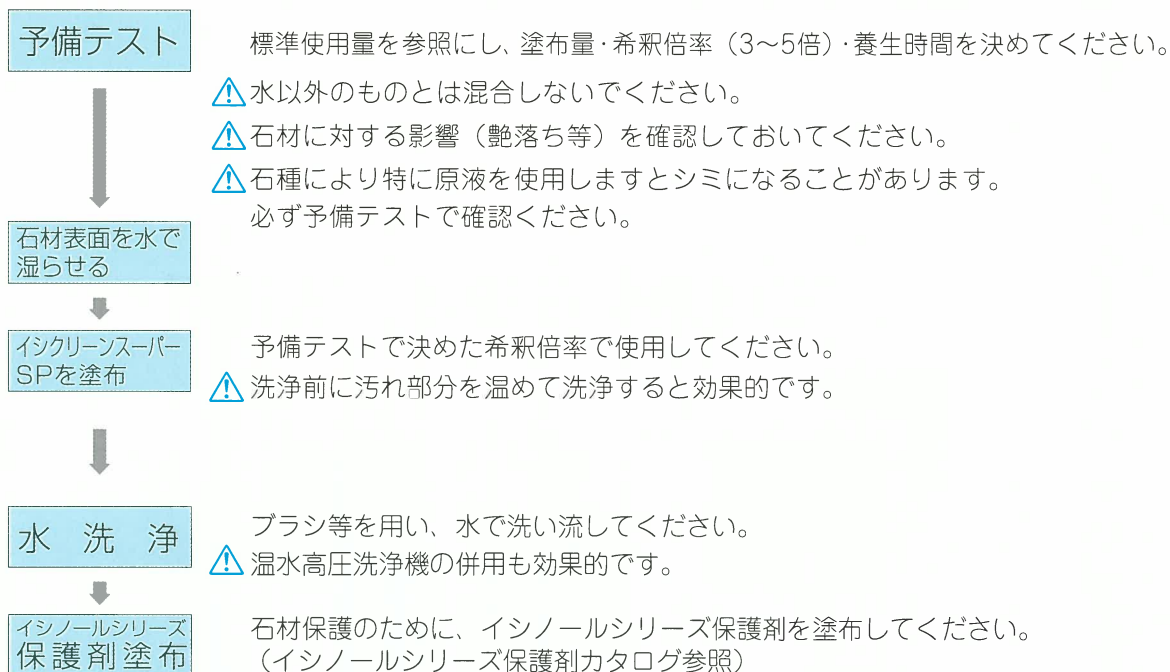 予備テスト
標準使用量を参照にし、塗布量・希釈倍率（3〜5倍）・養生時間を決めてください。
水以外のものとは混合しないでください。
石材に対する影響（艶落ち等）を確認しておいてください。
石種により特に原液を使用しますとシミになることがあります。
必ず予備テストで確認ください。
石材表面を水で
湿らせる
イシクリーンスーパー
SPを塗布
予備テストで決めた希釈倍率で使用してください。
洗浄前に汚れ部分を温めて洗浄すると効果的です。
水　洗　浄
ブラシ等を用い、水で洗い流してください。
温水高圧洗浄機の併用も効果的です。
イシノールシリーズ
保護剤塗布
石材保護のために、イシノールシリーズ保護剤を塗布してください。
（イシノールシリーズ保護剤カタログ参照）